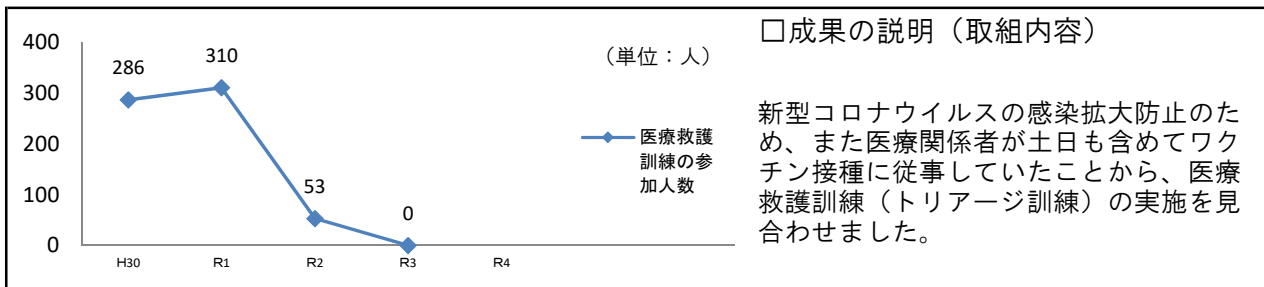 400
300
200
100
0
286
310
53
0
H30
R1
R2
R3
R4
（単位：人）
医療救護
訓練の参
加人数
□成果の説明（取組内容）
新型コロナウイルスの感染拡大防止のた
め、また医療関係者が土日も含めてワク
チン接種に従事していたことから、医療
救護訓練（トリアージ訓練）の実施を見
合わせました。